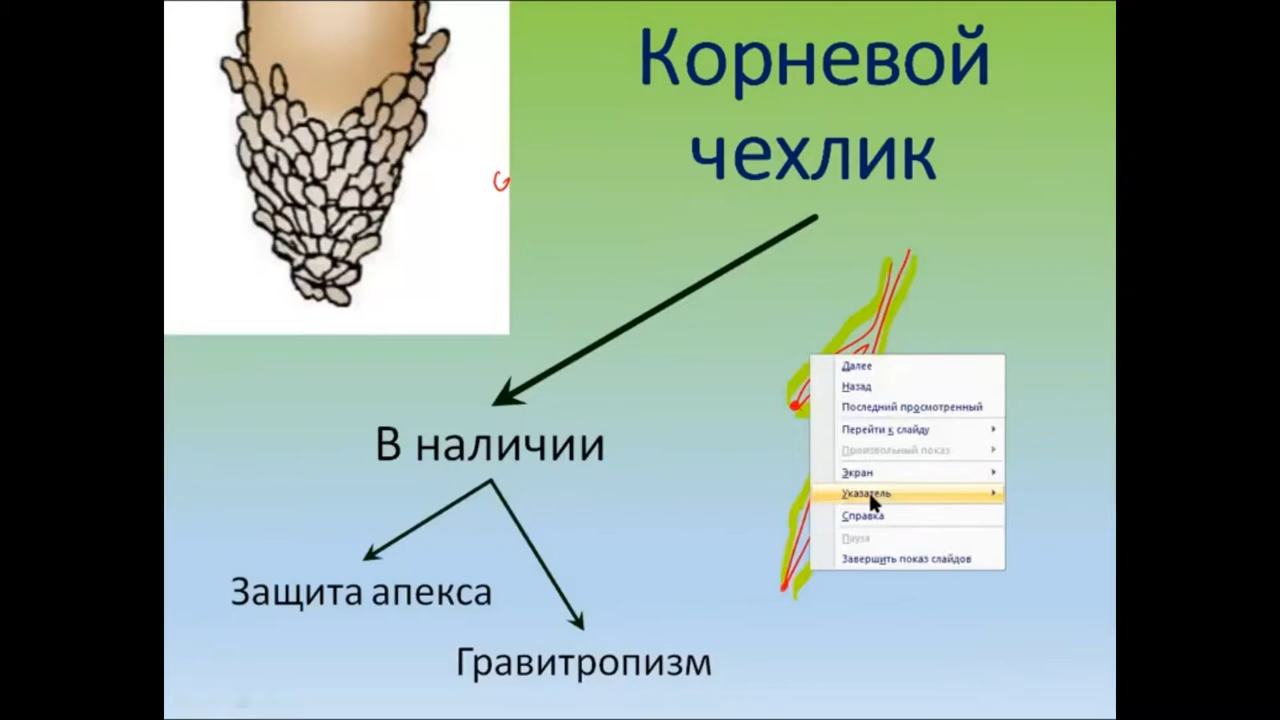 Корневой
чехлик
В наличии
Защита апекса
Гравитропизм
Далее
Назад
Последний просмотренный
Перейти к слайду
Произвольный показ
Экран
Указатель
Справка
Пауза
Завершить показ слайдов